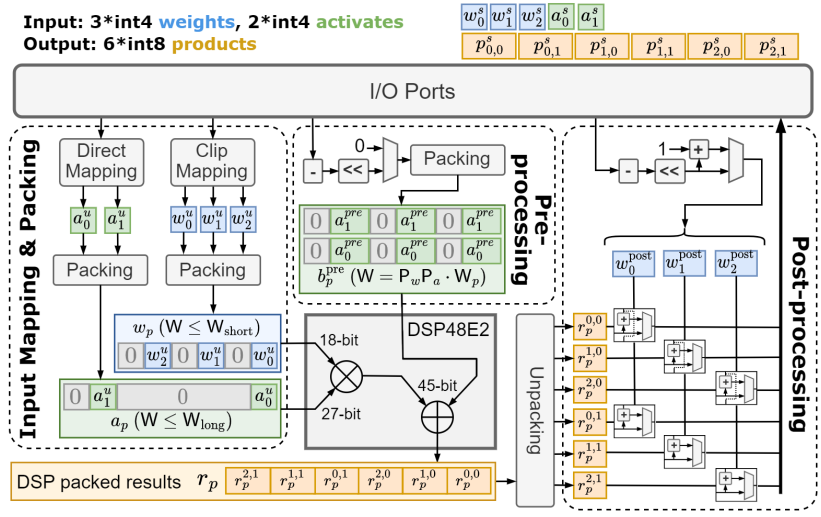 Input: 3*int4 weights, 2*int4 activates
Output: 6*int8 products
w_0^s w_1^s w_2^s a_0^s a_1^s
p_{0,0}^s p_{0,1}^s p_{1,0}^s p_{1,1}^s p_{2,0}^s p_{2,1}^s
I/O Ports
Input Mapping & Packing
Direct
Mapping
Clip
Mapping
a_0^u a_1^u
w_0^u w_1^u w_2^u
Packing
Packing
w_p (W ≤ W_short)
0 w_2^u 0 w_1^u 0 w_0^u
0 a_1^u 0 a_0^u
a_p (W ≤ W_long)
Pre-
processing
0
- <<
Packing
0 a_1^{pre} 0 a_1^{pre} 0 a_1^{pre}
0 a_0^{pre} 0 a_0^{pre} 0 a_0^{pre}
b_p^{pre} (W = P_w P_a · W_p)
DSP48E2
18-bit
27-bit
45-bit
DSP packed results r_p r_p^{2,1} r_p^{1,1} r_p^{0,1} r_p^{2,0} r_p^{1,0} r_p^{0,0}
Unpacking
Post-processing
1 +
- <<
w_0^{post} w_1^{post} w_2^{post}
r_p^{0,0} +
r_p^{1,0} +
r_p^{2,0} +
r_p^{0,1} +
r_p^{1,1} +
r_p^{2,1} +